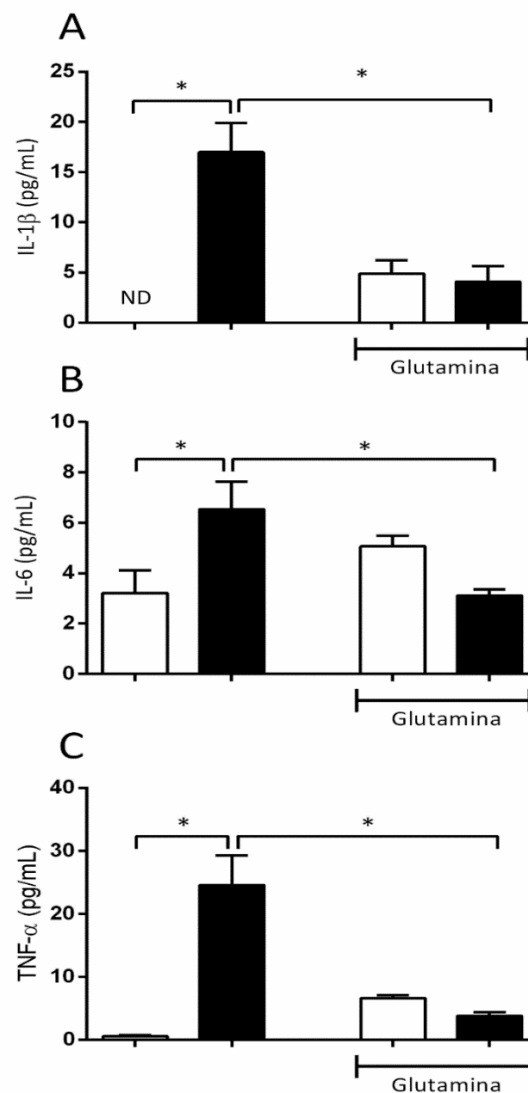 A
IL-1β (pg/mL)
25
20
15
10
5
0
*
*
ND
Glutamina
B
IL-6 (pg/mL)
10
8
6
4
2
0
*
*
Glutamina
C
TNF-α (pg/mL)
40
30
20
10
0
*
*
Glutamina